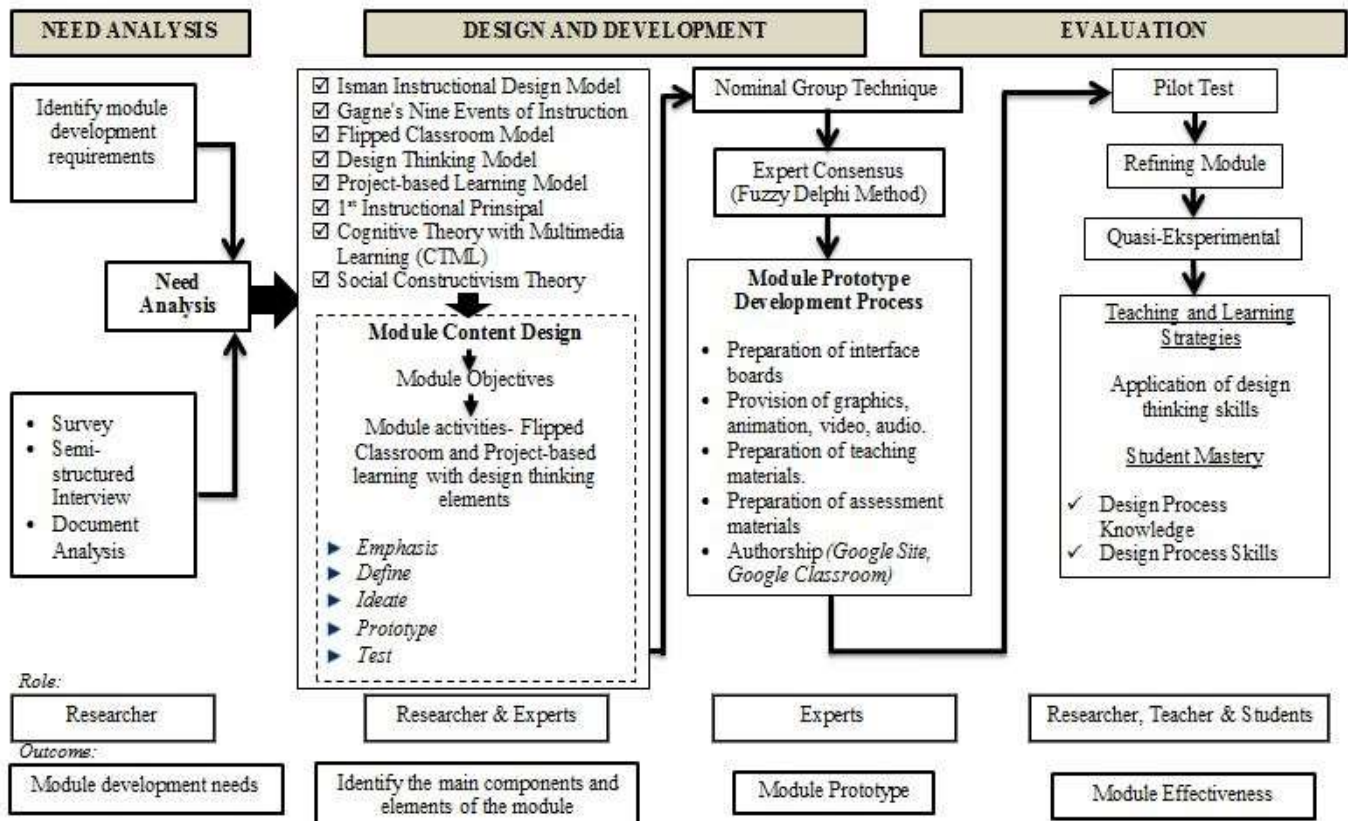 NEED ANALYSIS
DESIGN AND DEVELOPMENT
EVALUATION
Identify module
development
requirements
Need
Analysis
• Survey
• Semi-
structured
Interview
• Document
Analysis
☑ Isman Instructional Design Model
☑ Gagne's Nine Events of Instruction
☑ Flipped Classroom Model
☑ Design Thinking Model
☑ Project-based Learning Model
☑ 1st Instructional Prinsipal
☑ Cognitive Theory with Multimedia
Learning (CTML)
☑ Social Constructivism Theory
Module Content Design
Module Objectives
Module activities- Flipped
Classroom and Project-based
learning with design thinking
elements
► Emphasis
► Define
► Ideate
► Prototype
► Test
Nominal Group Technique
Expert Consensus
(Fuzzy Delphi Method)
Module Prototype
Development Process
• Preparation of interface
boards
• Provision of graphics,
animation, video, audio.
• Preparation of teaching
materials.
• Preparation of assessment
materials
• Authorship (Google Site,
Google Classroom)
Pilot Test
Refining Module
Quasi-Eksperimental
Teaching and Learning
Strategies
Application of design
thinking skills
Student Mastery
✓ Design Process
Knowledge
✓ Design Process Skills
Role:
Researcher
Researcher & Experts
Experts
Researcher, Teacher & Students
Outcome:
Module development needs
Identify the main components and
elements of the module
Module Prototype
Module Effectiveness